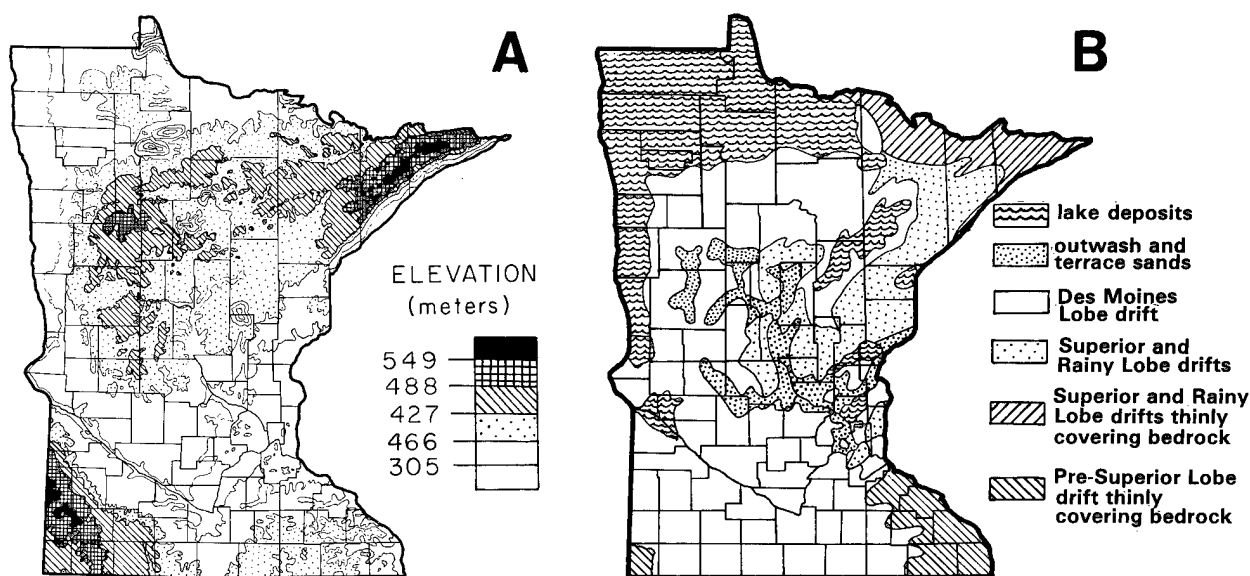 A
ELEVATION
(meters)
549
488
427
466
305
B
lake deposits
outwash and
terrace sands
Des Moines
Lobe drift
Superior and
Rainy Lobe drifts
Superior and Rainy
Lobe drifts thinly
covering bedrock
Pre-Superior Lobe
drift thinly
covering bedrock